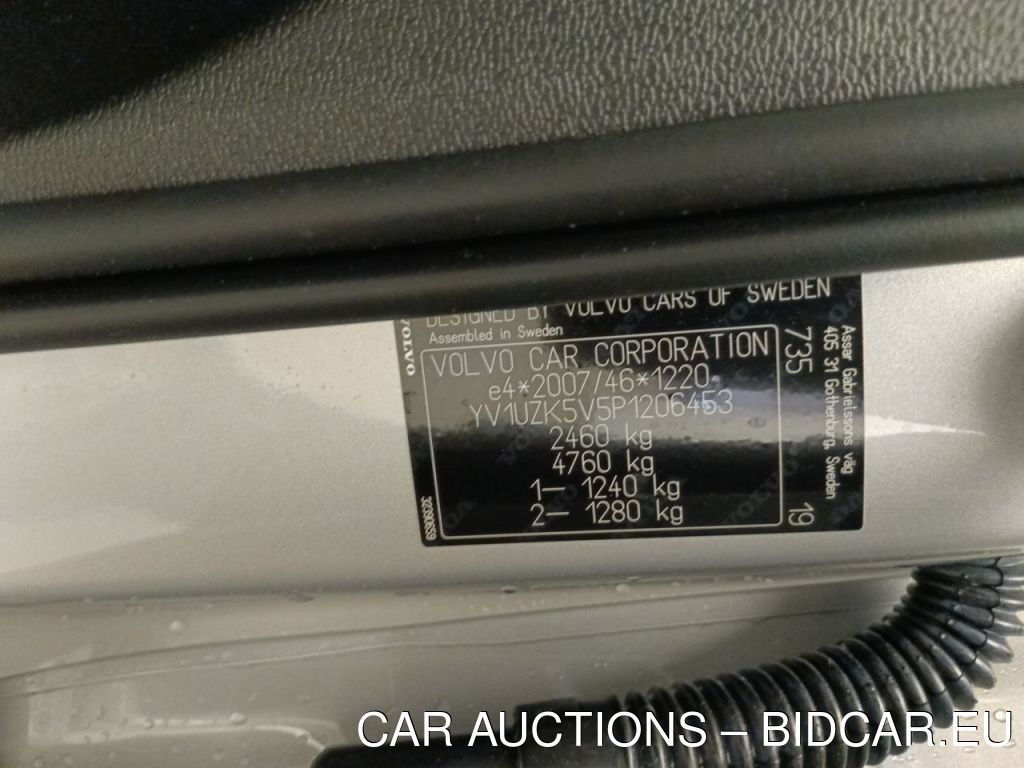 DESIGNED BY VOLVO CARS OF SWEDEN
Assembled in Sweden
VOLVO
VOLVO CAR CORPORATION
e4*2007/46*1220
YV1UZK5V5P1206453
2460 kg
4760 kg
1– 1240 kg
2– 1280 kg
735
19
Assar Gabrielssons väg
405 31 Gothenburg, Sweden
32290639
CAR AUCTIONS – BIDCAR.EU